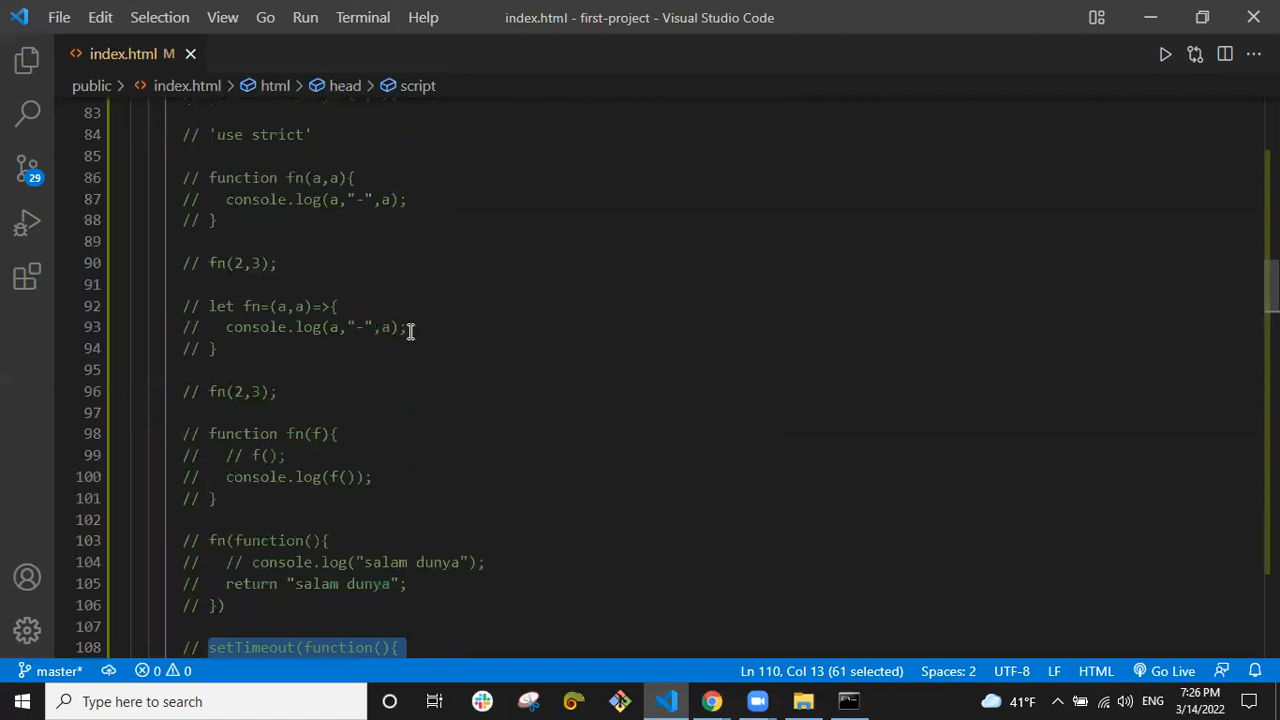 File Edit Selection View Go Run Terminal Help index.html - first-project - Visual Studio Code
index.html M
public > index.html > html > head > script
83
84 // 'use strict'
85
86 // function fn(a,a){
87 //   console.log(a,"-",a);
88 // }
89
90 // fn(2,3);
91
92 // let fn=(a,a)=>{
93 //   console.log(a,"-",a);
94 // }
95
96 // fn(2,3);
97
98 // function fn(f){
99 //   // f();
100 //   console.log(f());
101 // }
102
103 // fn(function(){
104 //   // console.log("salam dunya");
105 //   return "salam dunya";
106 // })
107
108 // setTimeout(function(){
29
master* 0 0 Ln 110, Col 13 (61 selected) Spaces: 2 UTF-8 LF HTML Go Live
Type here to search 41°F ENG 7:26 PM
3/14/2022